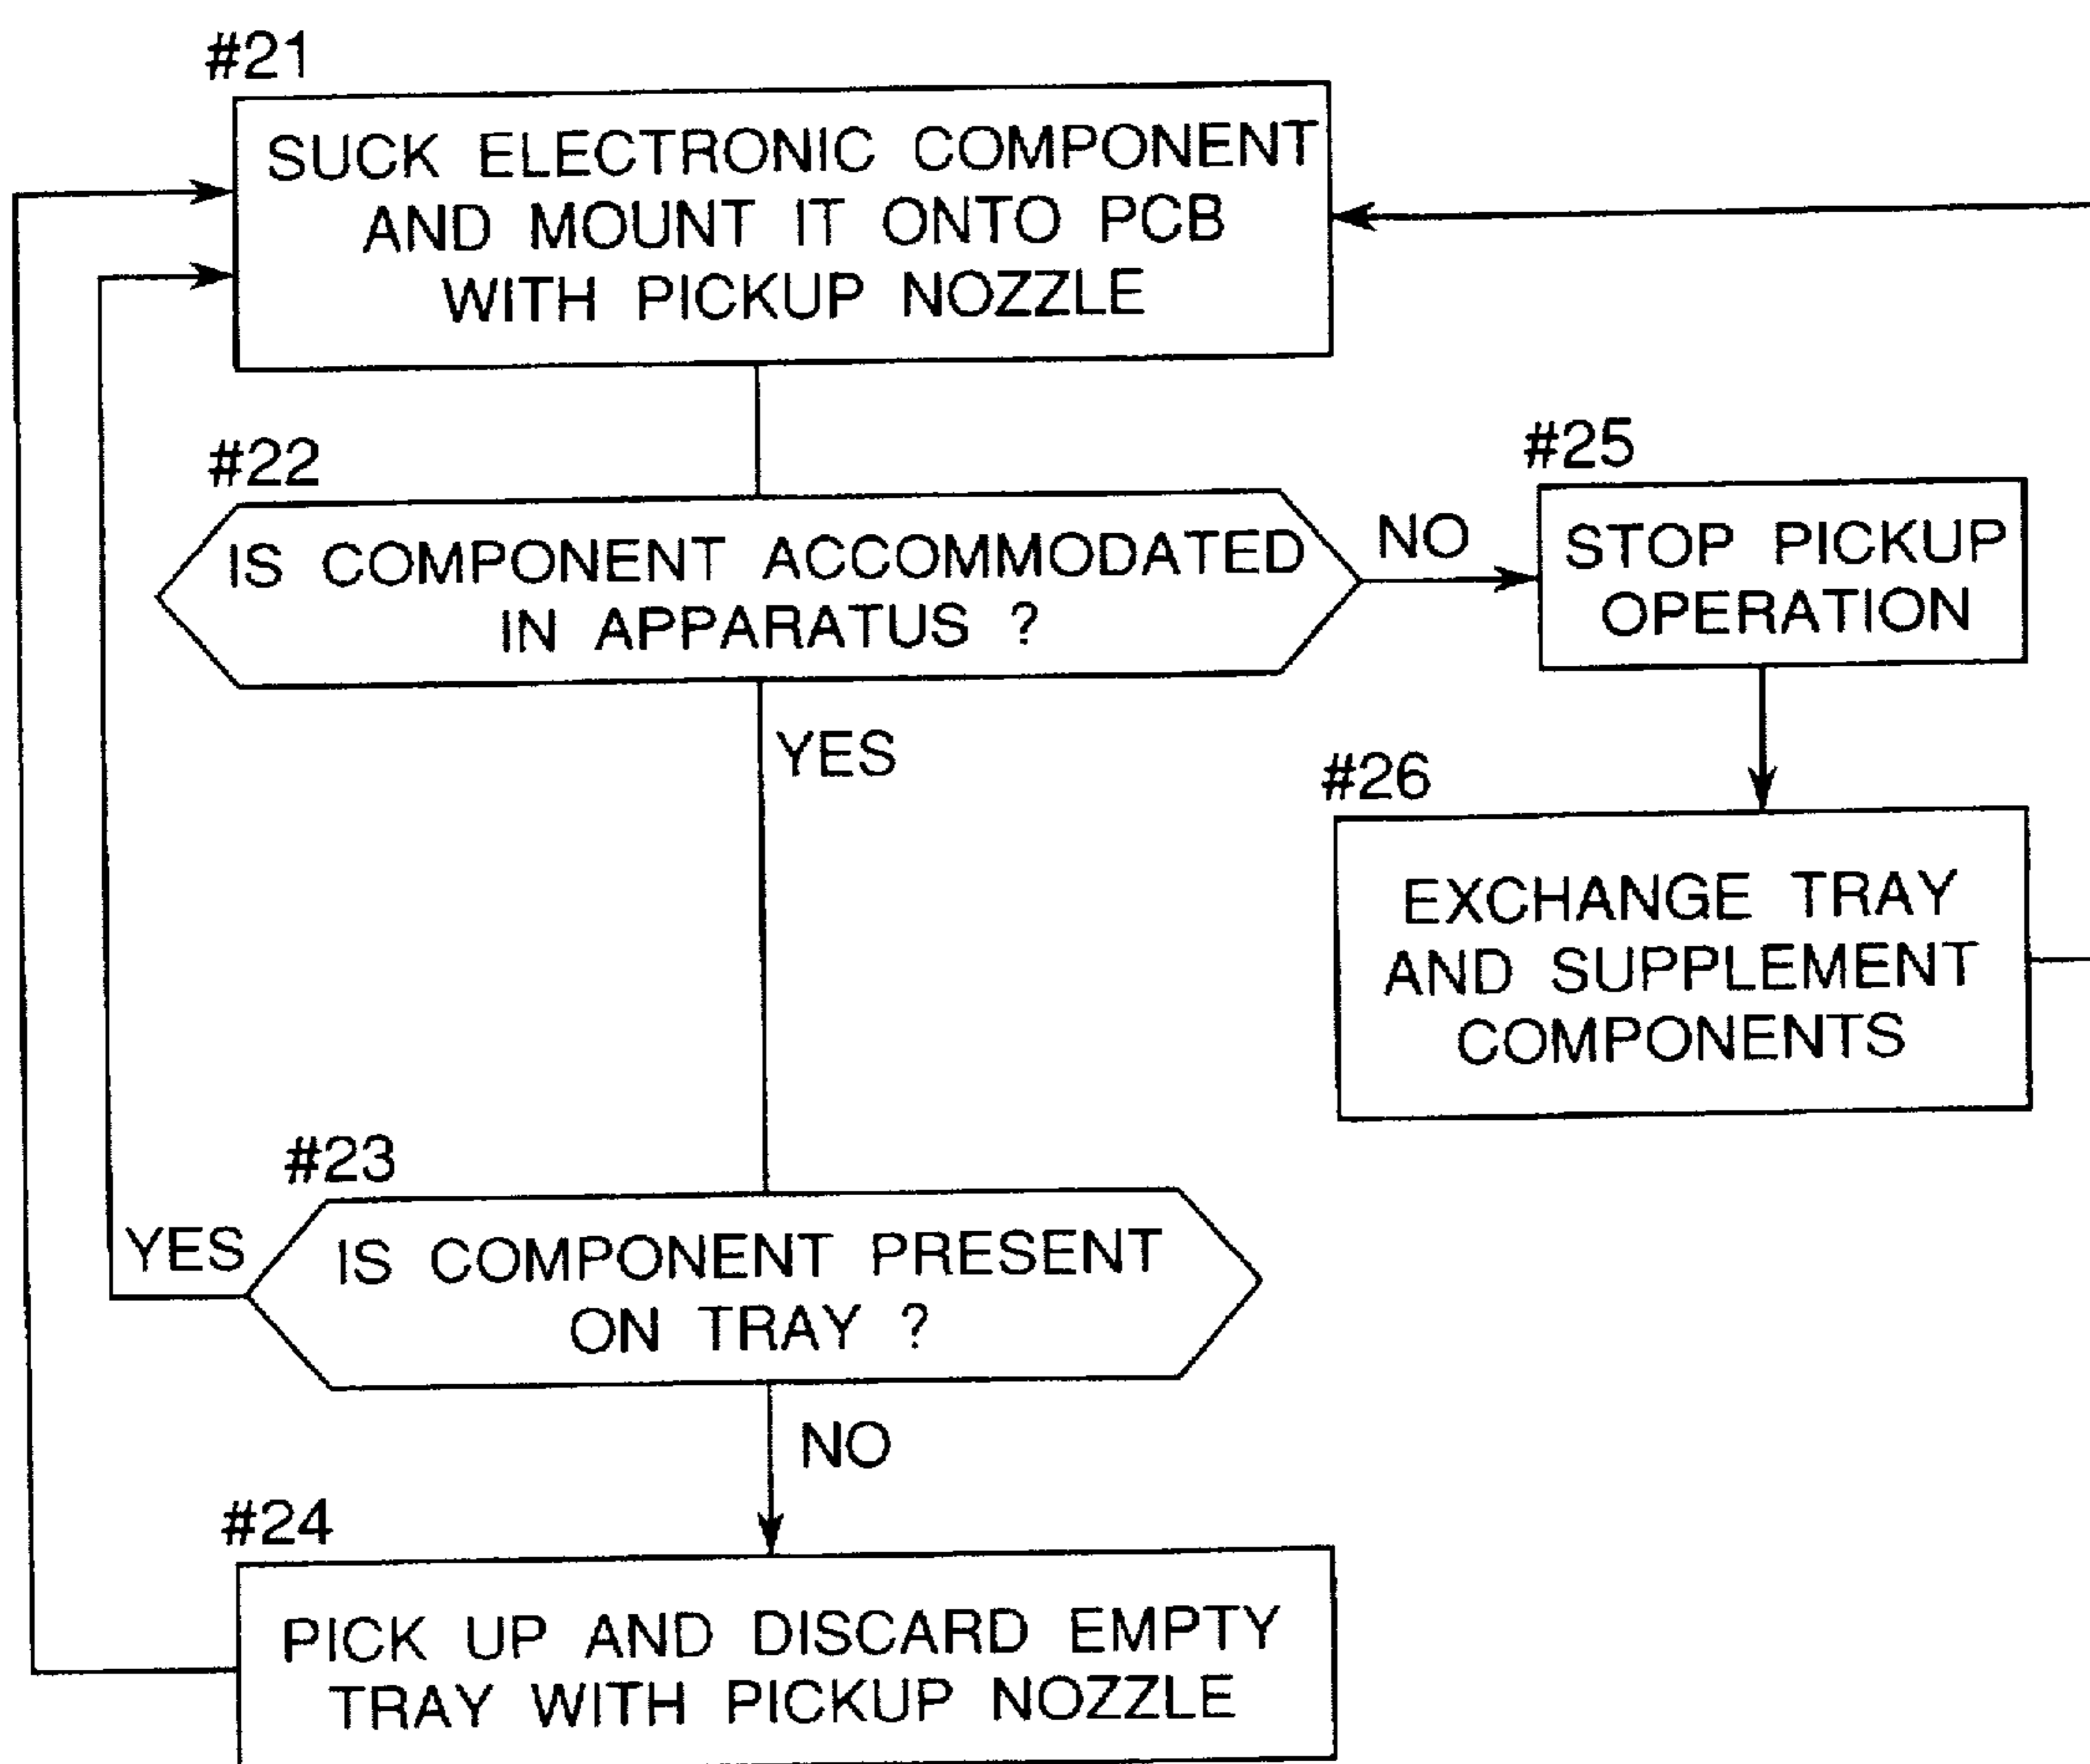 #21
SUCK ELECTRONIC COMPONENT
AND MOUNT IT ONTO PCB
WITH PICKUP NOZZLE
#22
IS COMPONENT ACCOMMODATED
IN APPARATUS ?
NO
#25
STOP PICKUP
OPERATION
YES
#26
EXCHANGE TRAY
AND SUPPLEMENT
COMPONENTS
#23
YES
IS COMPONENT PRESENT
ON TRAY ?
NO
#24
PICK UP AND DISCARD EMPTY
TRAY WITH PICKUP NOZZLE